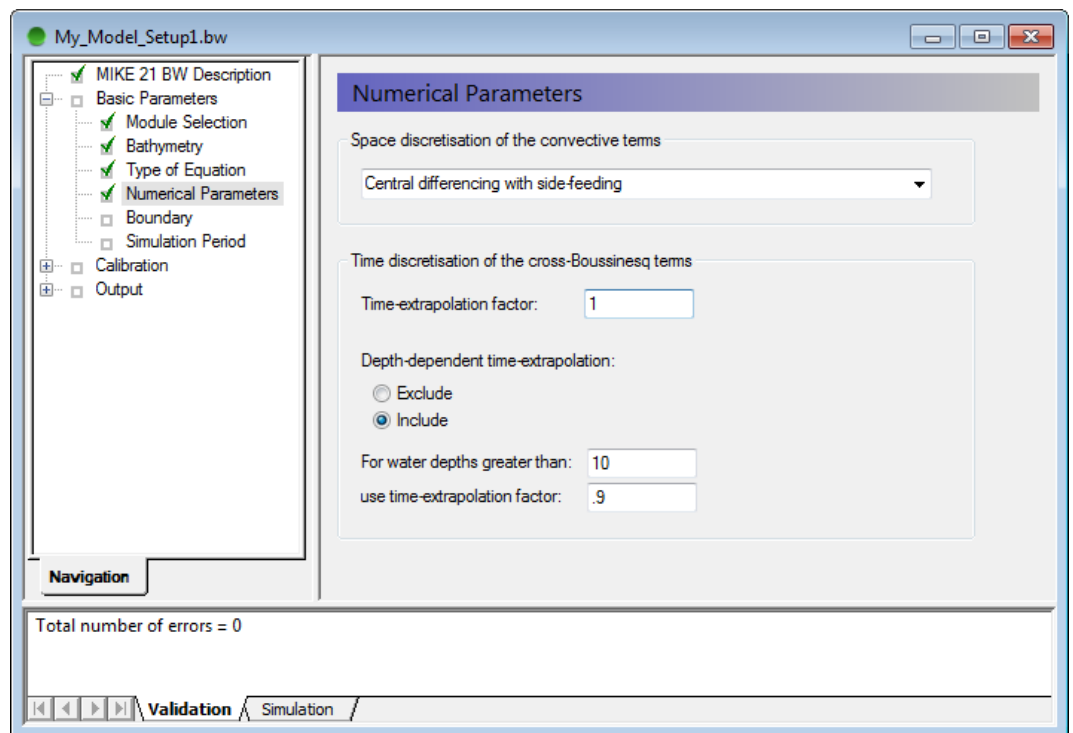 My_Model_Setup1.bw
MIKE 21 BW Description
Basic Parameters
Module Selection
Bathymetry
Type of Equation
Numerical Parameters
Boundary
Simulation Period
Calibration
Output
Navigation
Numerical Parameters
Space discretisation of the convective terms
Central differencing with side-feeding
Time discretisation of the cross-Boussinesq terms
Time-extrapolation factor: 1
Depth-dependent time-extrapolation:
Exclude
Include
For water depths greater than: 10
use time-extrapolation factor: .9
Total number of errors = 0
Validation Simulation